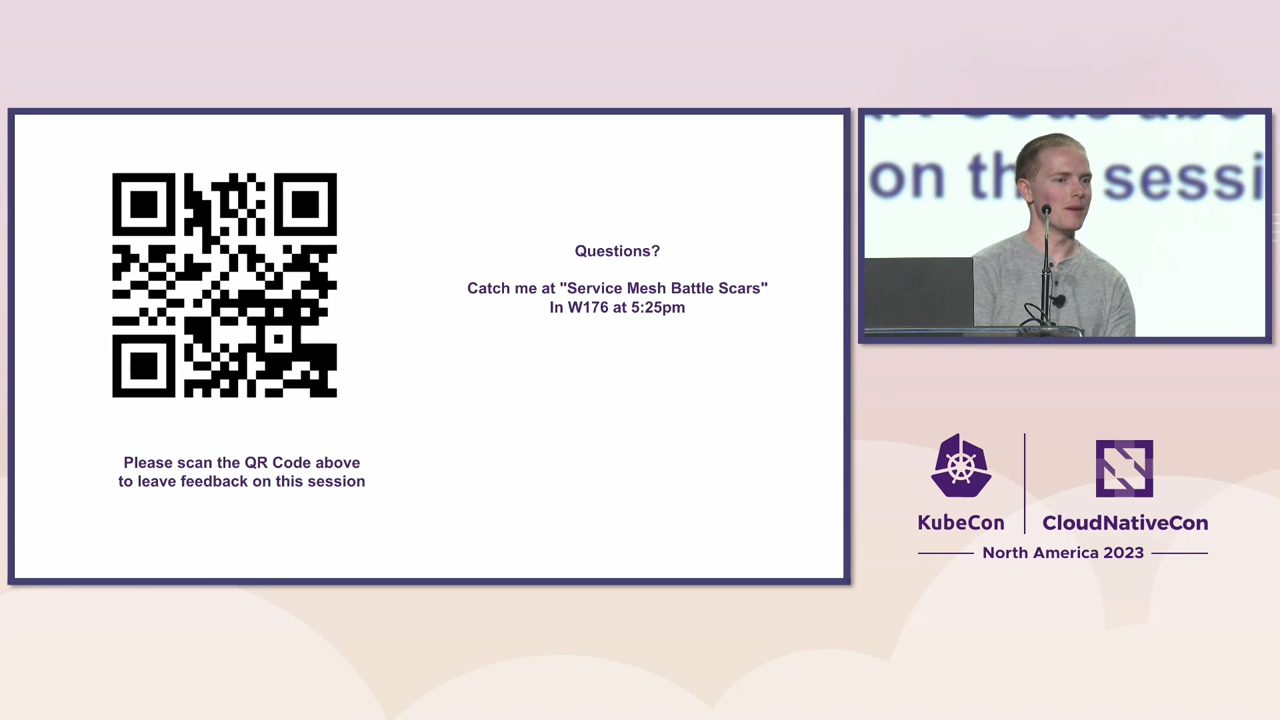 Questions?
Catch me at "Service Mesh Battle Scars"
In W176 at 5:25pm
Please scan the QR Code above
to leave feedback on this session
on th sessi
KubeCon
CloudNativeCon
North America 2023